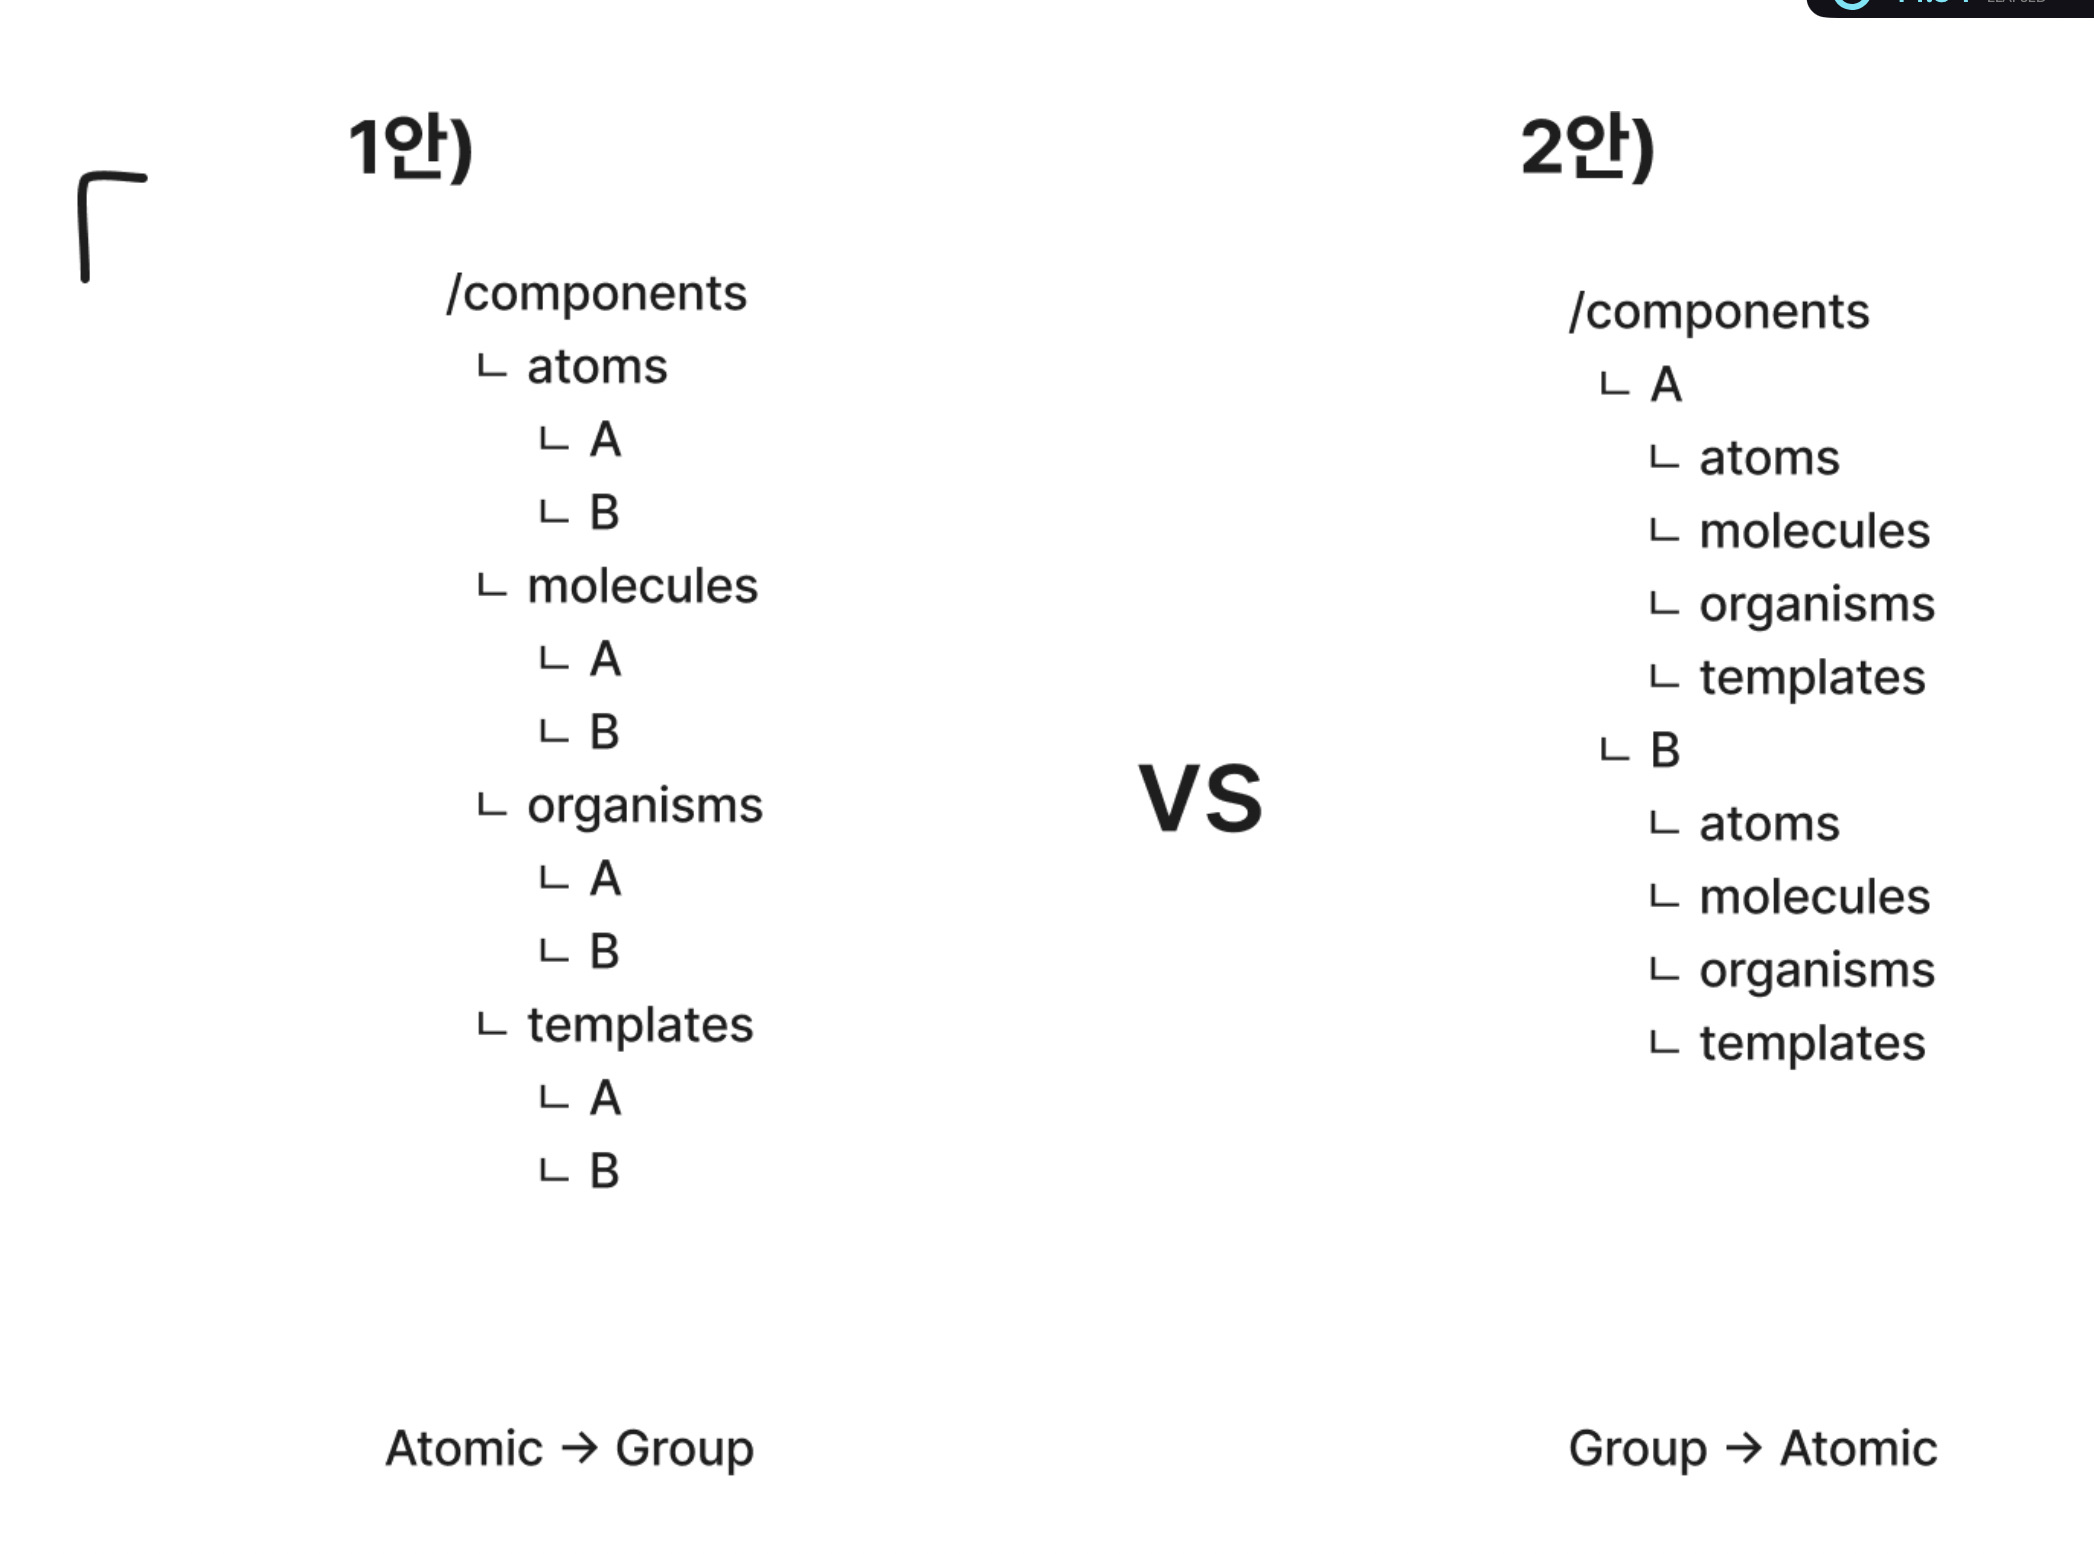 1안)
/components
ㄴ atoms
ㄴ A
ㄴ B
ㄴ molecules
ㄴ A
ㄴ B
ㄴ organisms
ㄴ A
ㄴ B
ㄴ templates
ㄴ A
ㄴ B
Atomic → Group
VS
2안)
/components
ㄴ A
ㄴ atoms
ㄴ molecules
ㄴ organisms
ㄴ templates
ㄴ B
ㄴ atoms
ㄴ molecules
ㄴ organisms
ㄴ templates
Group → Atomic